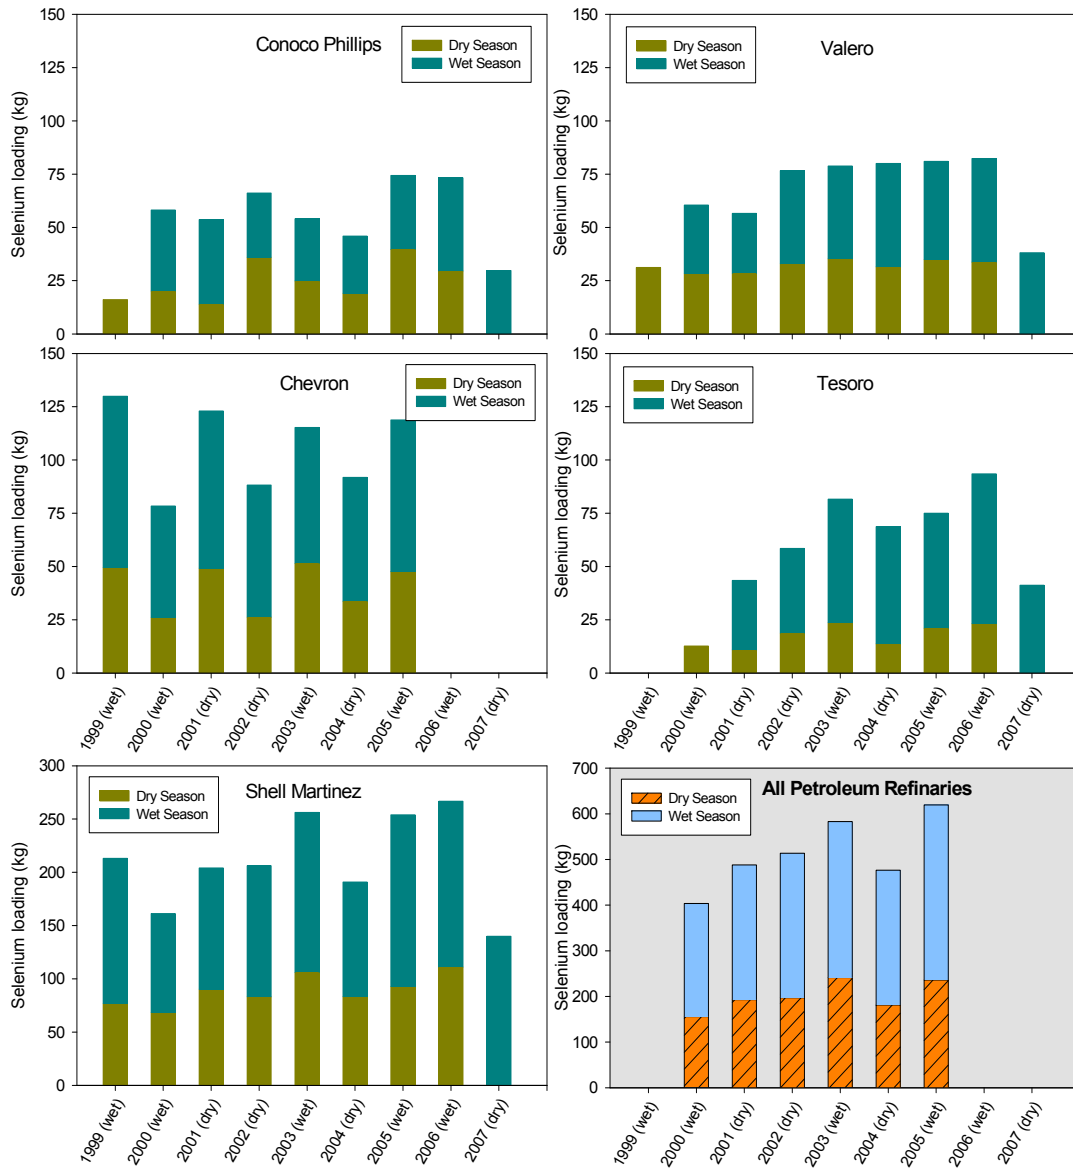 Conoco Phillips
Dry Season
Wet Season
Selenium loading (kg)
150
125
100
75
50
25
0
Valero
Dry Season
Wet Season
Selenium loading (kg)
150
125
100
75
50
25
0
Chevron
Dry Season
Wet Season
Selenium loading (kg)
150
125
100
75
50
25
0
1999 (wet)
2000 (wet)
2001 (dry)
2002 (dry)
2003 (wet)
2004 (dry)
2005 (wet)
2006 (wet)
2007 (dry)
Tesoro
Dry Season
Wet Season
Selenium loading (kg)
150
125
100
75
50
25
0
1999 (wet)
2000 (wet)
2001 (dry)
2002 (dry)
2003 (wet)
2004 (dry)
2005 (wet)
2006 (wet)
2007 (dry)
Shell Martinez
Dry Season
Wet Season
Selenium loading (kg)
300
250
200
150
100
50
0
1999 (wet)
2000 (wet)
2001 (dry)
2002 (dry)
2003 (wet)
2004 (dry)
2005 (wet)
2006 (wet)
2007 (dry)
All Petroleum Refinaries
Dry Season
Wet Season
Selenium loading (kg)
700
600
500
400
300
200
100
0
1999 (wet)
2000 (wet)
2001 (dry)
2002 (dry)
2003 (wet)
2004 (dry)
2005 (wet)
2006 (wet)
2007 (dry)